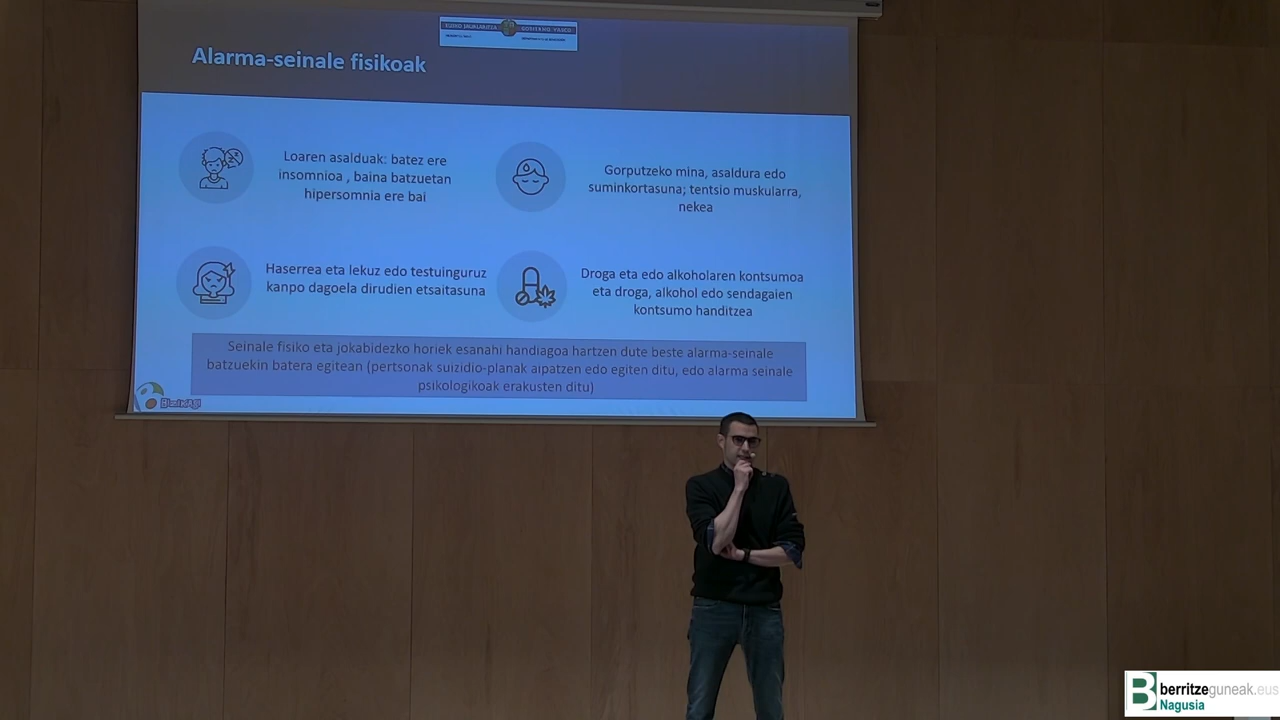 EUSKO JAURLARITZA
GOBIERNO VASCO
Alarma-seinale fisikoak
Loaren asalduak: batez ere
insomnioa , baina batzuetan
hipersomnia ere bai
Gorputzeko mina, asaldura edo
suminkortasuna; tentsio muskularra,
nekea
Haserrea eta lekuz edo testuinguruz
kanpo dagoela dirudien etsaitasuna
Droga eta edo alkoholaren kontsumoa
eta droga, alkohol edo sendagaien
kontsumo handitzea
Seinale fisiko eta jokabidezko horiek esanahi handiagoa hartzen dute beste alarma-seinale
batzuekin batera egitean (pertsonak suizidio-planak aipatzen edo egiten ditu, edo alarma seinale
psikologikoak erakusten ditu)
berritzeguneak.eus
Nagusia